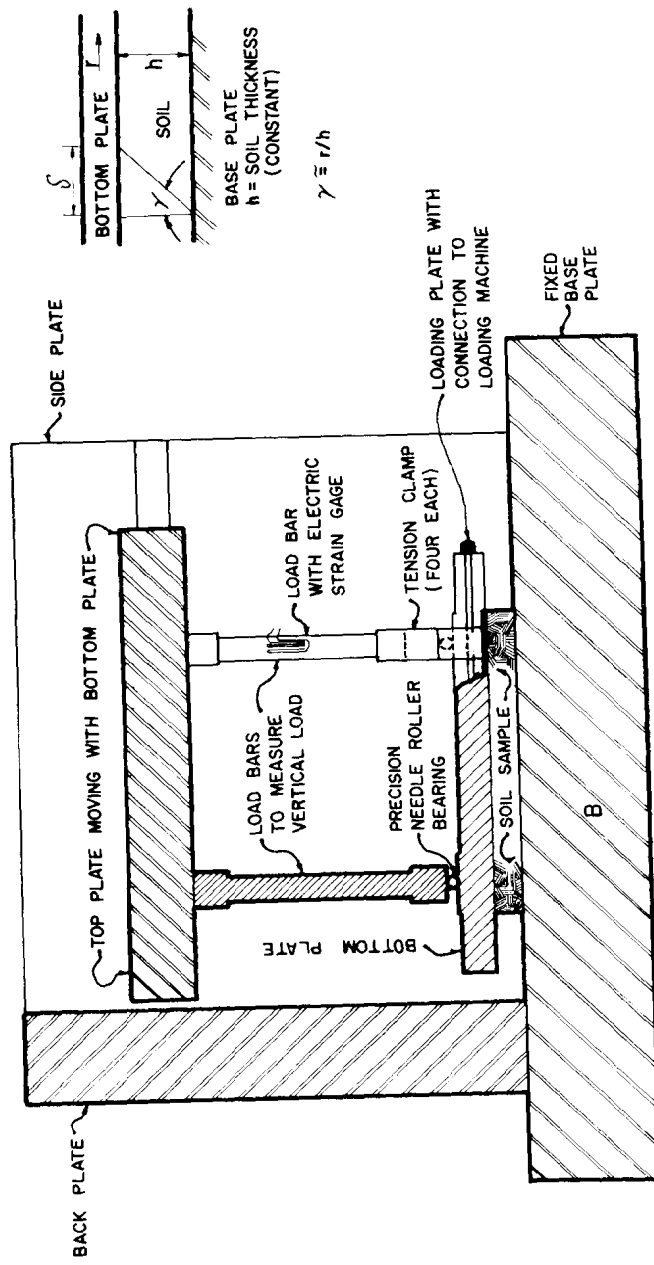 BACK PLATE
TOP PLATE MOVING WITH BOTTOM PLATE
SIDE PLATE
LOAD BARS
TO MEASURE
VERTICAL LOAD
LOAD BAR
WITH ELECTRIC
STRAIN GAGE
BOTTOM PLATE
PRECISION
NEEDLE ROLLER
BEARING
TENSION CLAMP
(FOUR EACH)
LOADING PLATE WITH
CONNECTION TO
LOADING MACHINE
SOIL SAMPLE
B
FIXED
BASE
PLATE
δ
BOTTOM PLATE
r
γ
SOIL
h
BASE PLATE
h = SOIL THICKNESS
(CONSTANT)
γ ≅ r/h